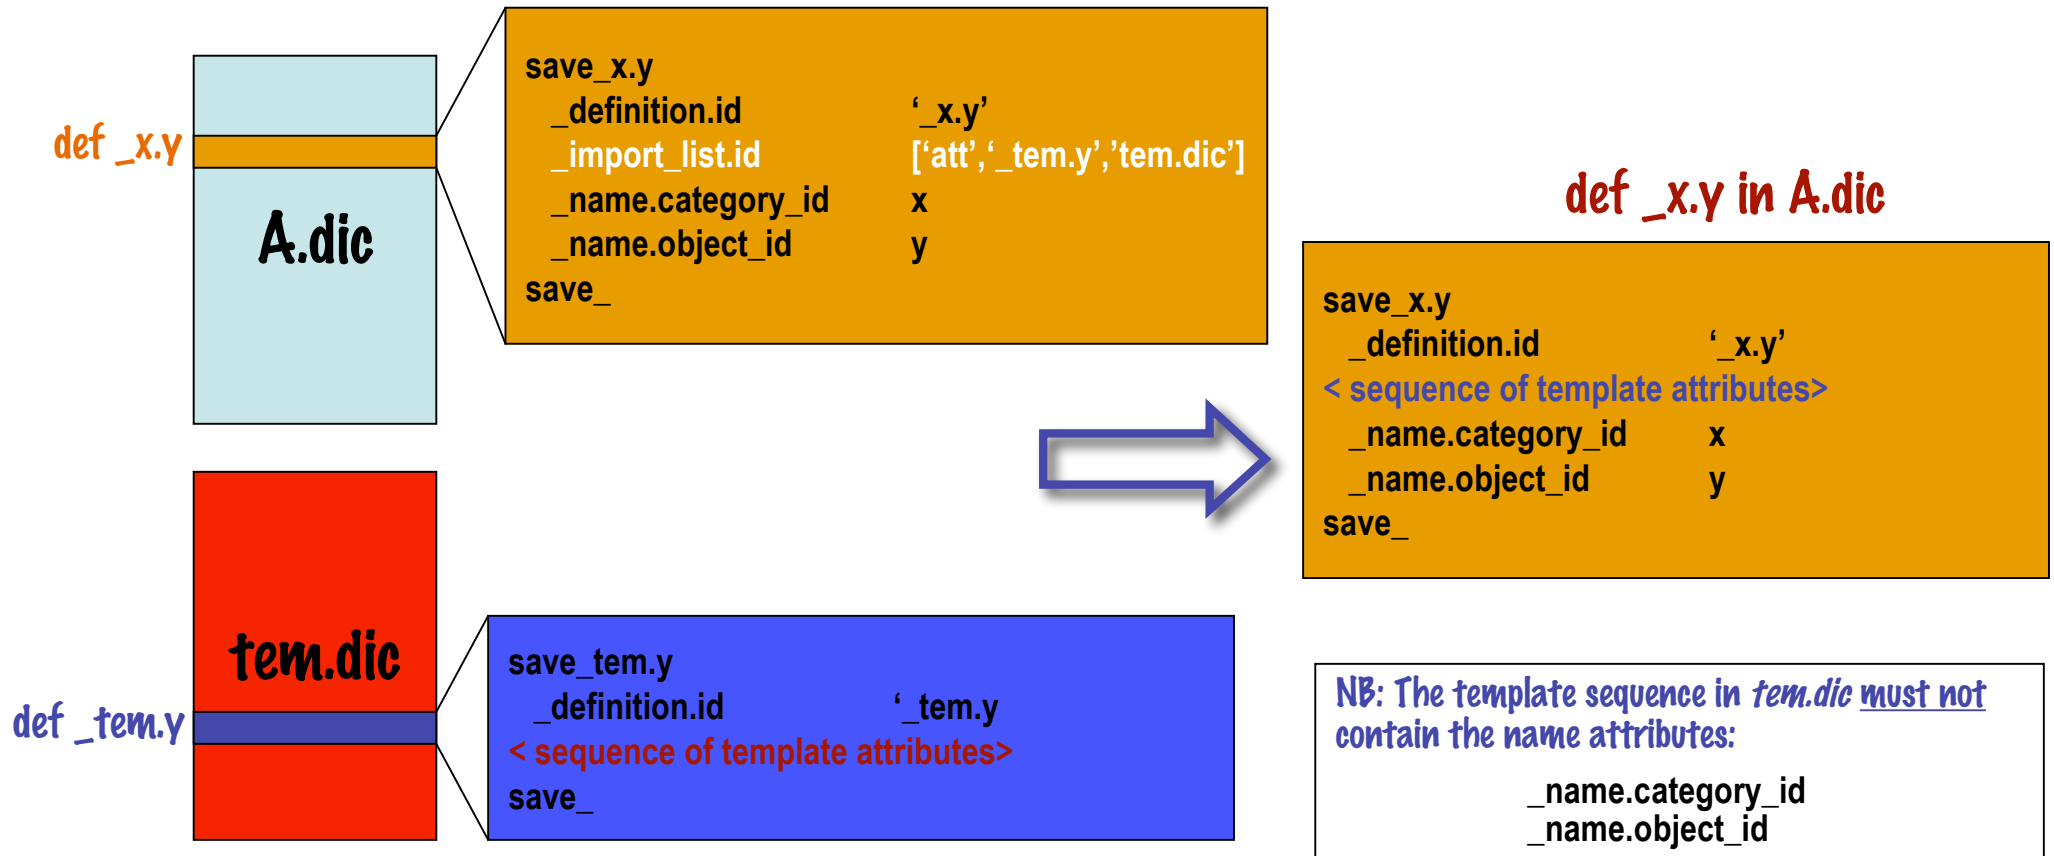 def _x.y
A.dic
save_x.y
_definition.id ‘_x.y’
_import_list.id [‘att’,‘_tem.y’,’tem.dic’]
_name.category_id x
_name.object_id y
save_
def _x.y in A.dic
save_x.y
_definition.id ‘_x.y’
< sequence of template attributes>
_name.category_id x
_name.object_id y
save_
tem.dic
def _tem.y
save_tem.y
_definition.id ‘_tem.y
< sequence of template attributes>
save_
NB: The template sequence in tem.dic must not
contain the name attributes:
_name.category_id
_name.object_id